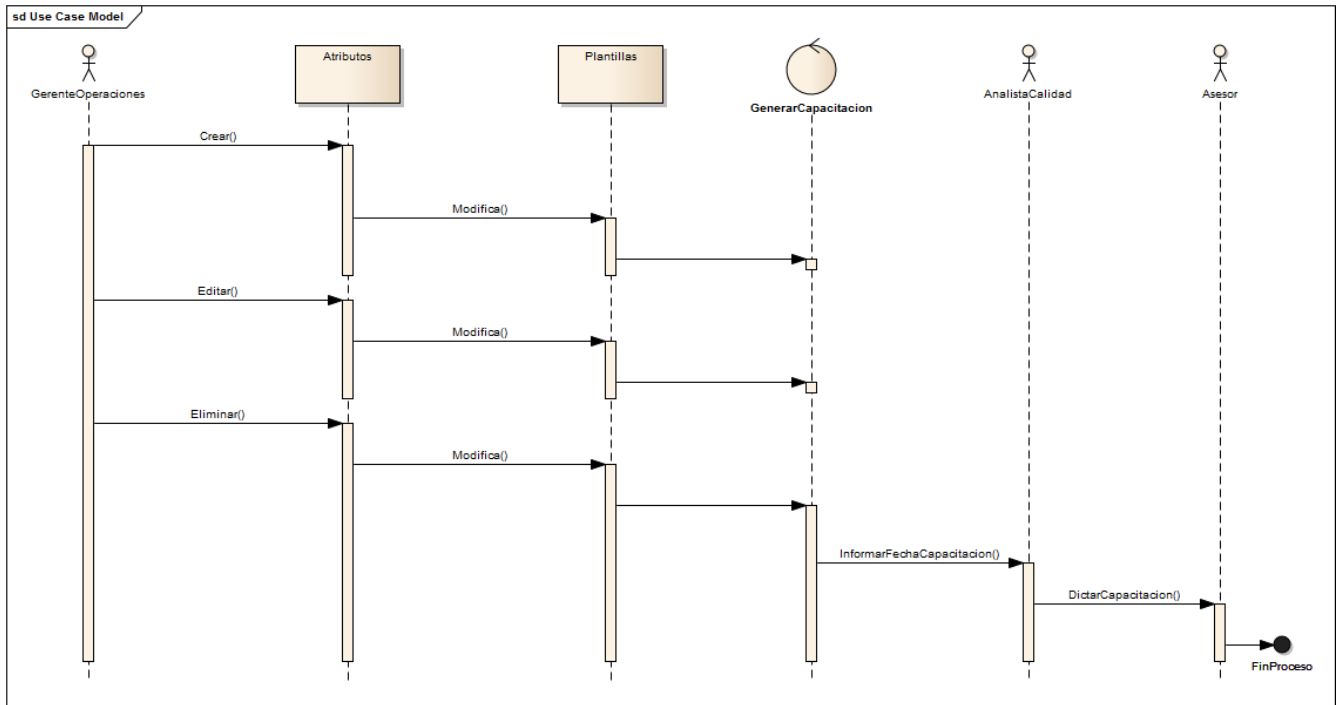 sd Use Case Model
GerenteOperaciones
Atributos
Plantillas
GenerarCapacitacion
AnalistaCalidad
Asesor
Crear()
Modifica()
Editar()
Modifica()
Eliminar()
Modifica()
InformarFechaCapacitacion()
DictarCapacitacion()
FinProceso